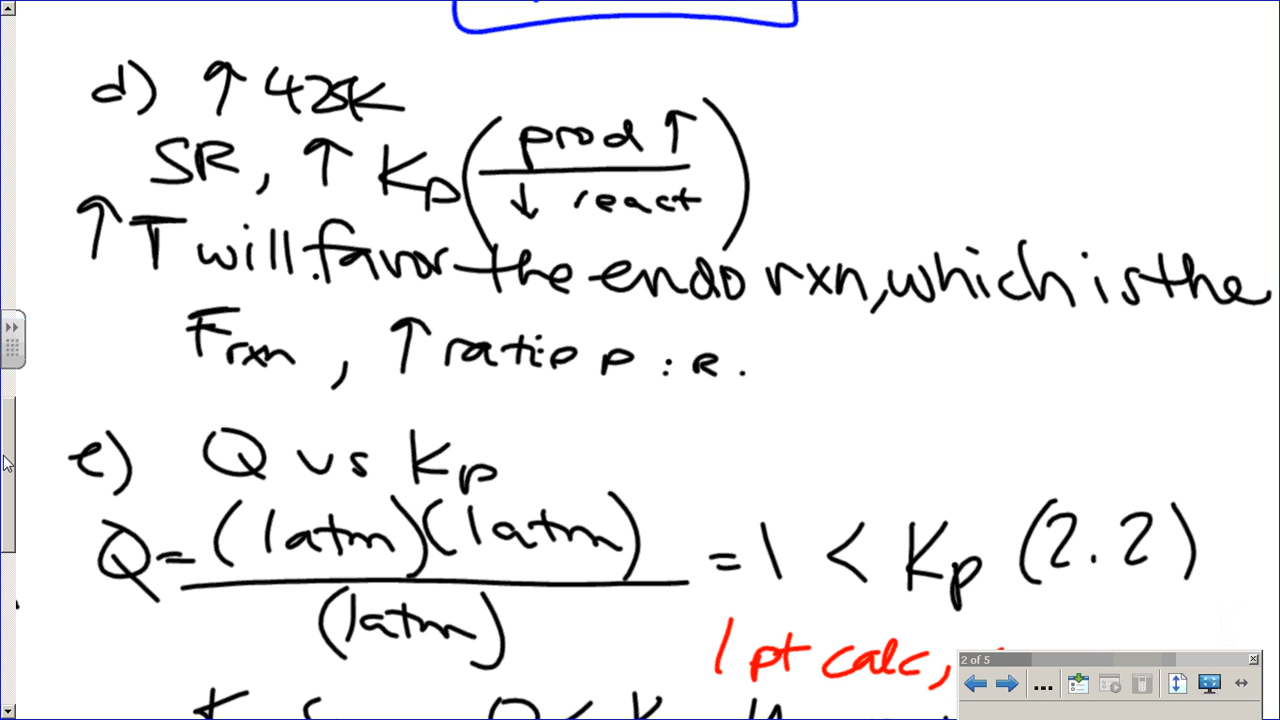 d) ↑ 425K
SR, ↑ Kp (prod ↑ / ↓ react)
↑ T will favor the endo rxn, which is the
Frxn, ↑ ratio P : R.
e) Q vs Kp
Q = (1atm)(1atm) / (1atm) = 1 < Kp (2.2)
1 pt calc,
Q < K
2 of 5